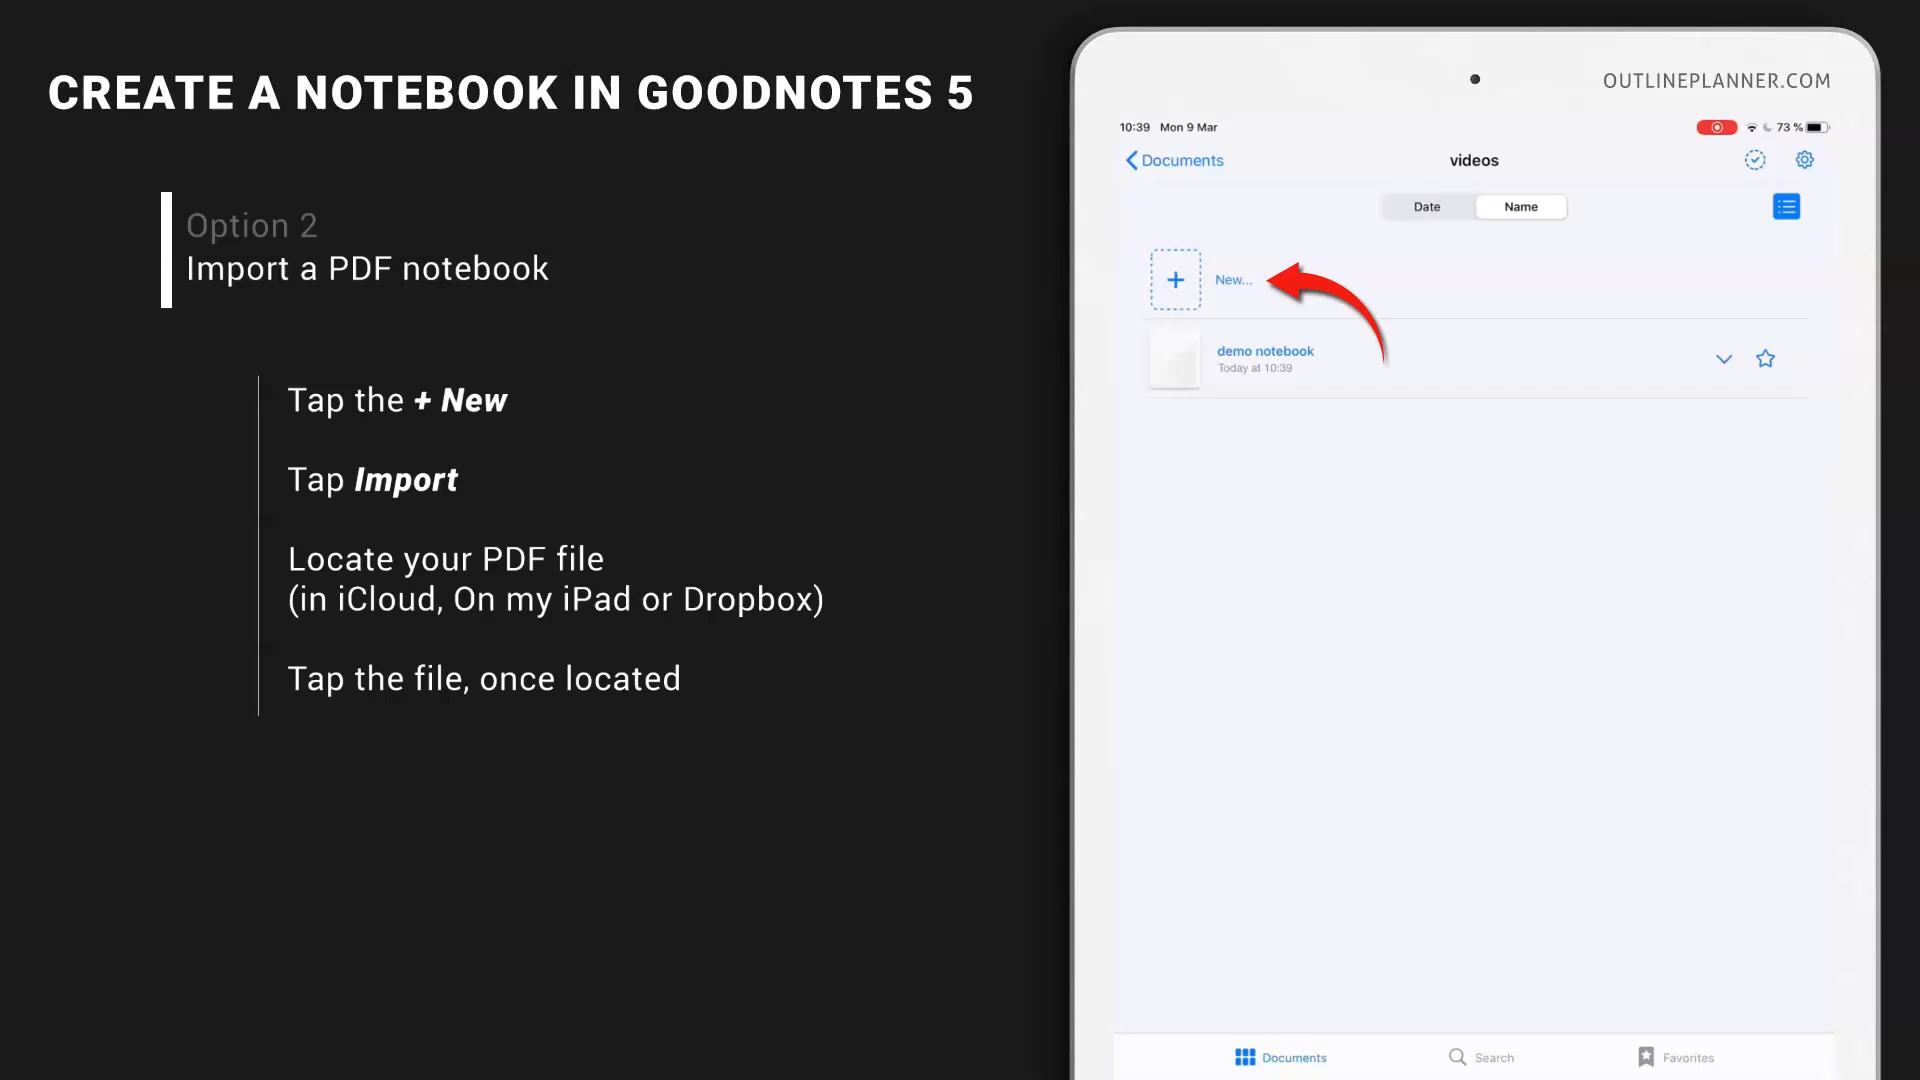 CREATE A NOTEBOOK IN GOODNOTES 5
Option 2
Import a PDF notebook
Tap the + New
Tap Import
Locate your PDF file
(in iCloud, On my iPad or Dropbox)
Tap the file, once located
OUTLINEPLANNER.COM
10:39 Mon 9 Mar
73 %
Documents
videos
Date
Name
New...
demo notebook
Today at 10:39
Documents
Search
Favorites